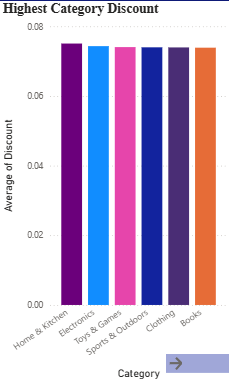 Highest Category Discount
0.08
0.06
0.04
0.02
0.00
Average of Discount
Home & Kitchen
Electronics
Toys & Games
Sports & Outdoors
Clothing
Books
Category